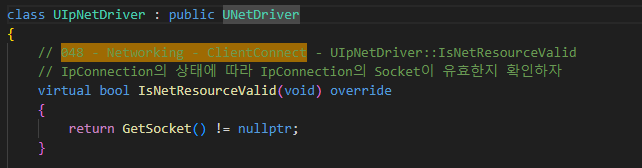 class UIpNetDriver : public UNetDriver
{
// 048 - Networking - ClientConnect - UIpNetDriver::IsNetResourceValid
// IpConnection의 상태에 따라 IpConnection의 Socket이 유효한지 확인하자
virtual bool IsNetResourceValid(void) override
{
return GetSocket() != nullptr;
}